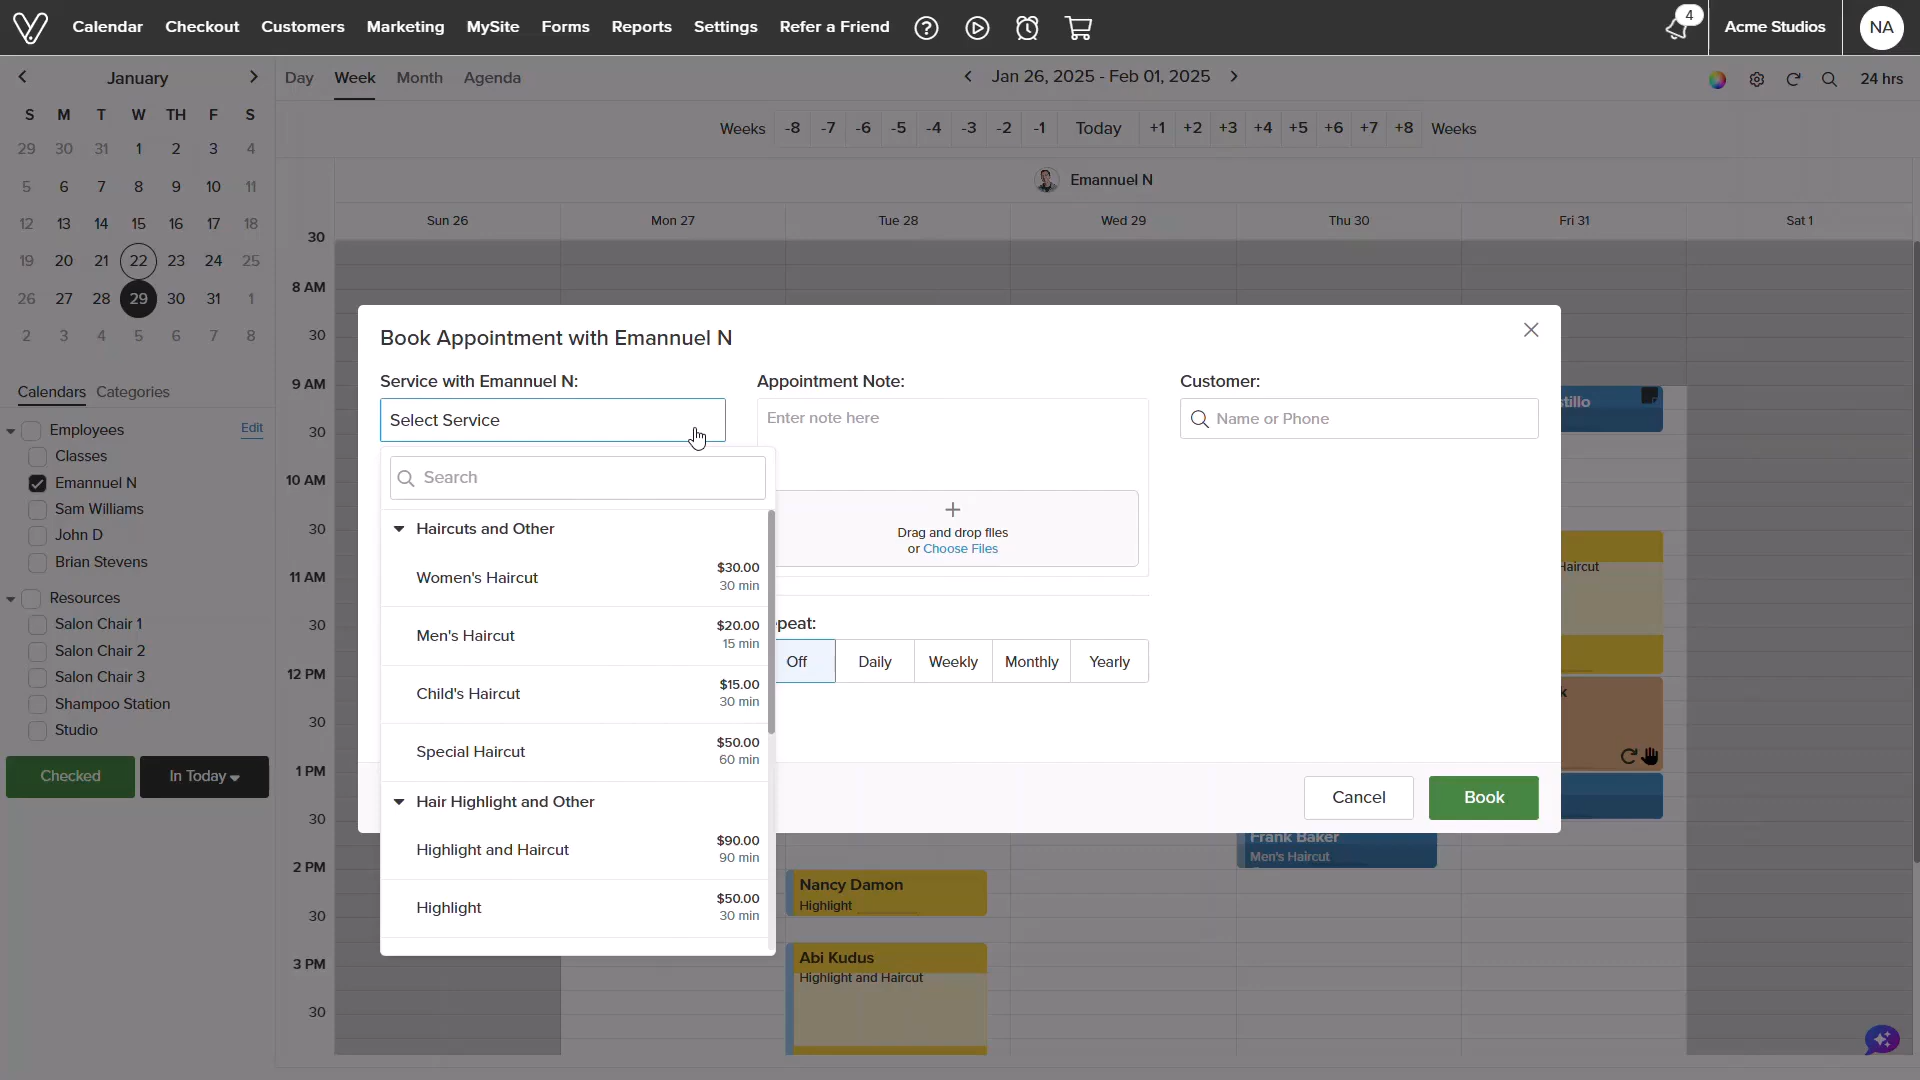 Calendar Checkout Customers Marketing MySite Forms Reports Settings Refer a Friend 4 Acme Studios NA
January Day Week Month Agenda Jan 26, 2025 - Feb 01, 2025 24 hrs
S M T W TH F S
Weeks -8 -7 -6 -5 -4 -3 -2 -1 Today +1 +2 +3 +4 +5 +6 +7 +8 Weeks
29 30 31 1 2 3 4
5 6 7 8 9 10 11
12 13 14 15 16 17 18
19 20 21 22 23 24 25
26 27 28 29 30 31 1
2 3 4 5 6 7 8
Calendars Categories
Employees Edit
Classes
Emannuel N
Sam Williams
John D
Brian Stevens
Resources
Salon Chair 1
Salon Chair 2
Salon Chair 3
Shampoo Station
Studio
Checked In Today
Emannuel N
Sun 26 Mon 27 Tue 28 Wed 29 Thu 30 Fri 31 Sat 1
30
8 AM
30
9 AM
30
10 AM
30
11 AM
30
12 PM
30
1 PM
30
2 PM
30
3 PM
30
Book Appointment with Emannuel N
Service with Emannuel N:
Select Service
Search
Haircuts and Other
Women's Haircut $30.00
30 min
Men's Haircut $20.00
15 min
Child's Haircut $15.00
30 min
Special Haircut $50.00
60 min
Hair Highlight and Other
Highlight and Haircut $90.00
90 min
Highlight $50.00
30 min
Appointment Note:
Enter note here
Drag and drop files
or Choose Files
peat:
Off Daily Weekly Monthly Yearly
Customer:
Name or Phone
Cancel Book
tillo
Haircut
k
Frank Baker
Men's Haircut
Nancy Damon
Highlight
Abi Kudus
Highlight and Haircut